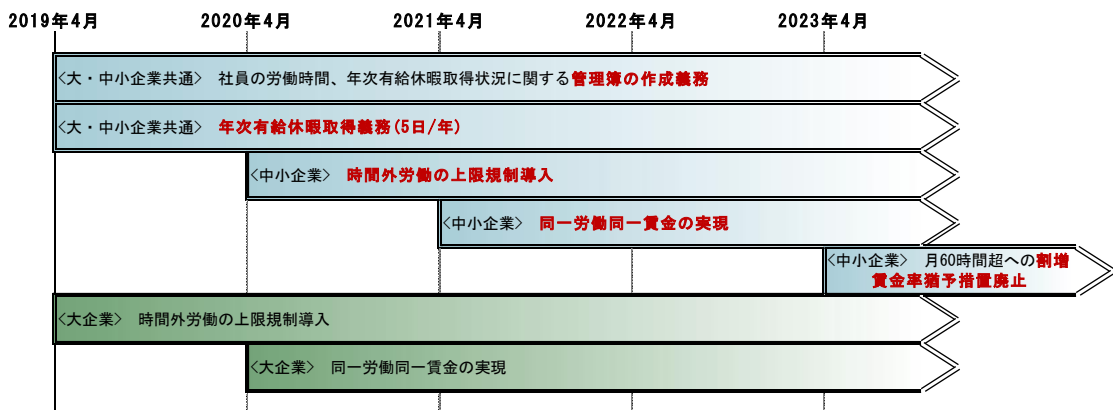 2019年4月 2020年4月 2021年4月 2022年4月 2023年4月
<大・中小企業共通> 社員の労働時間、年次有給休暇取得状況に関する管理簿の作成義務
<大・中小企業共通> 年次有給休暇取得義務(5日/年)
<中小企業> 時間外労働の上限規制導入
<中小企業> 同一労働同一賃金の実現
<中小企業> 月60時間超への割増
賃金率猶予措置廃止
<大企業> 時間外労働の上限規制導入
<大企業> 同一労働同一賃金の実現